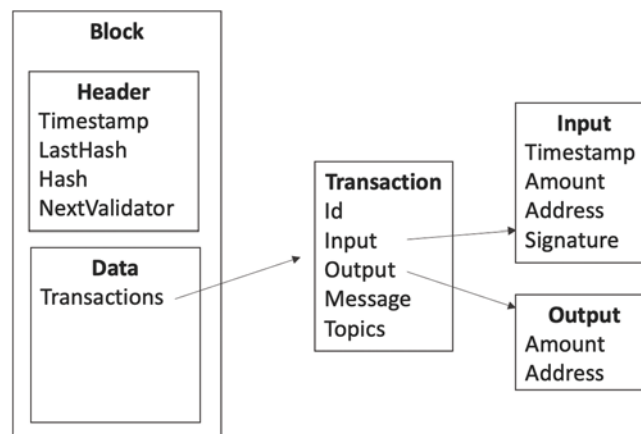 Block
Header
Timestamp
LastHash
Hash
NextValidator
Data
Transactions
Transaction
Id
Input
Output
Message
Topics
Input
Timestamp
Amount
Address
Signature
Output
Amount
Address